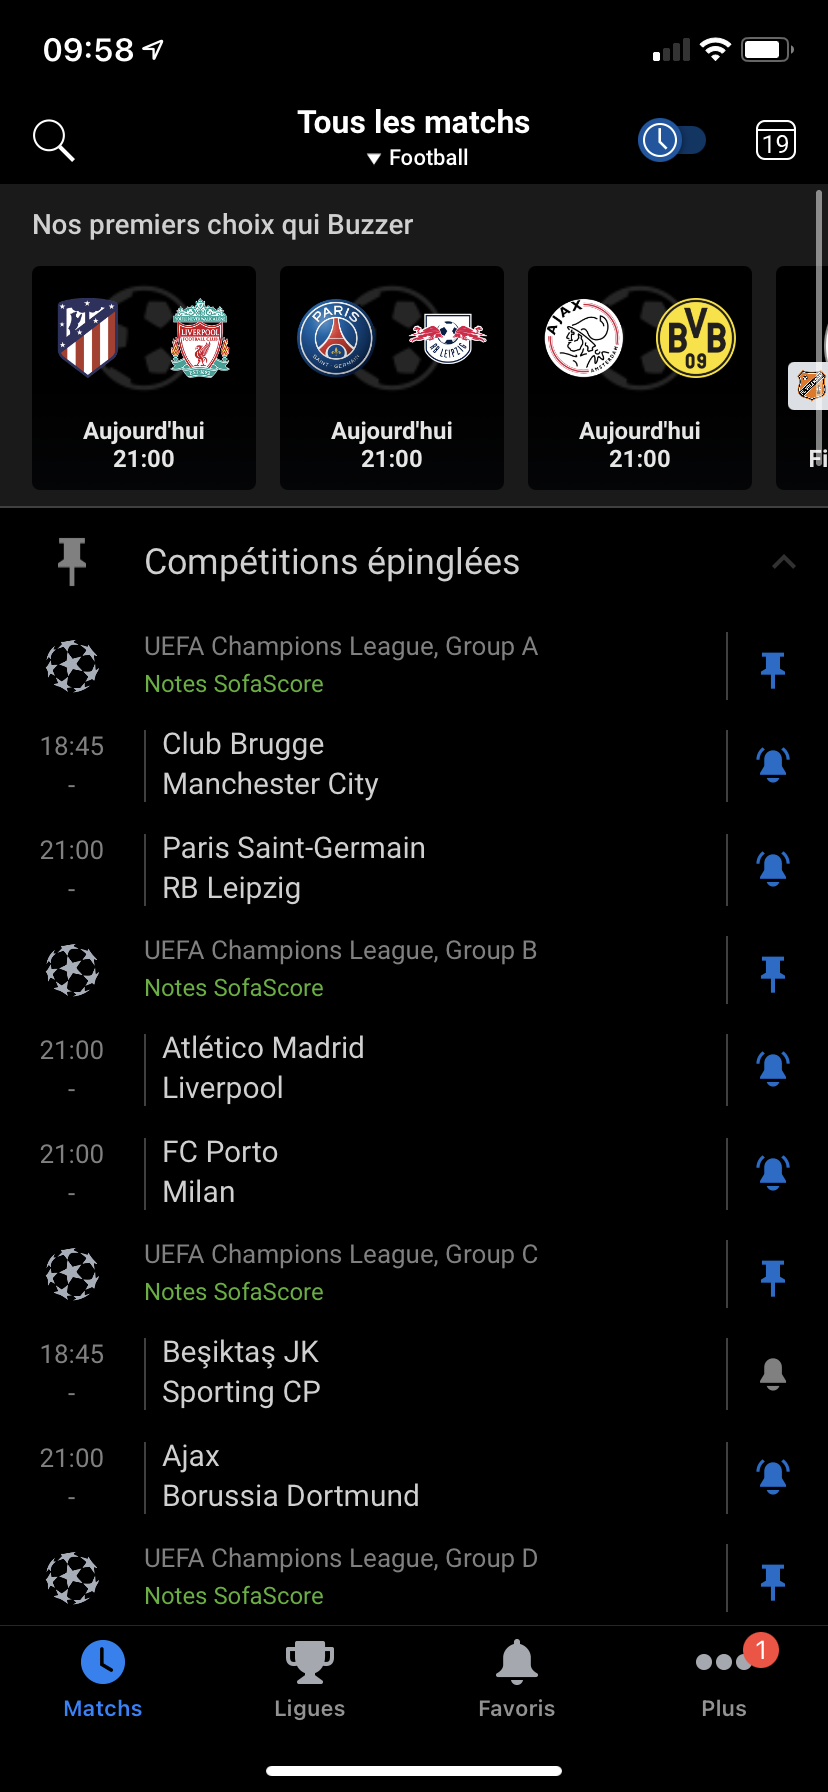 09:58
Tous les matchs
▼ Football
19
Nos premiers choix qui Buzzer
LIVERPOOL
FOOTBALL CLUB
PARIS
SAINT-GERMAIN
RB LEIPZIG
AJAX
AMSTERDAM
BVB
09
Aujourd'hui
21:00
Aujourd'hui
21:00
Aujourd'hui
21:00
Compétitions épinglées
UEFA Champions League, Group A
Notes SofaScore
18:45
-
Club Brugge
Manchester City
21:00
-
Paris Saint-Germain
RB Leipzig
UEFA Champions League, Group B
Notes SofaScore
21:00
-
Atlético Madrid
Liverpool
21:00
-
FC Porto
Milan
UEFA Champions League, Group C
Notes SofaScore
18:45
-
Beşiktaş JK
Sporting CP
21:00
-
Ajax
Borussia Dortmund
UEFA Champions League, Group D
Notes SofaScore
1
Matchs
Ligues
Favoris
Plus